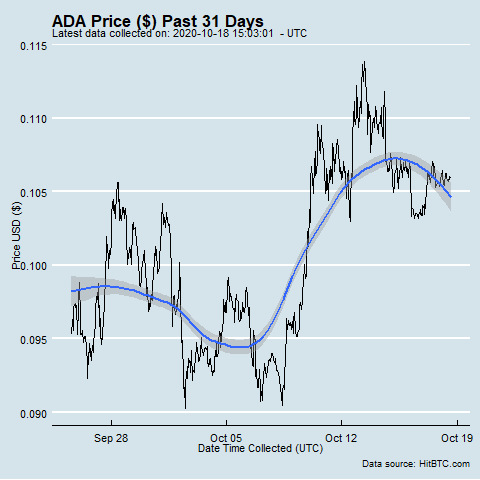 ADA Price ($) Past 31 Days
Latest data collected on: 2020-10-18 15:03:01  - UTC
0.115
0.110
0.105
0.100
0.095
0.090
Price USD ($)
Sep 28
Oct 05
Oct 12
Oct 19
Date Time Collected (UTC)
Data source: HitBTC.com